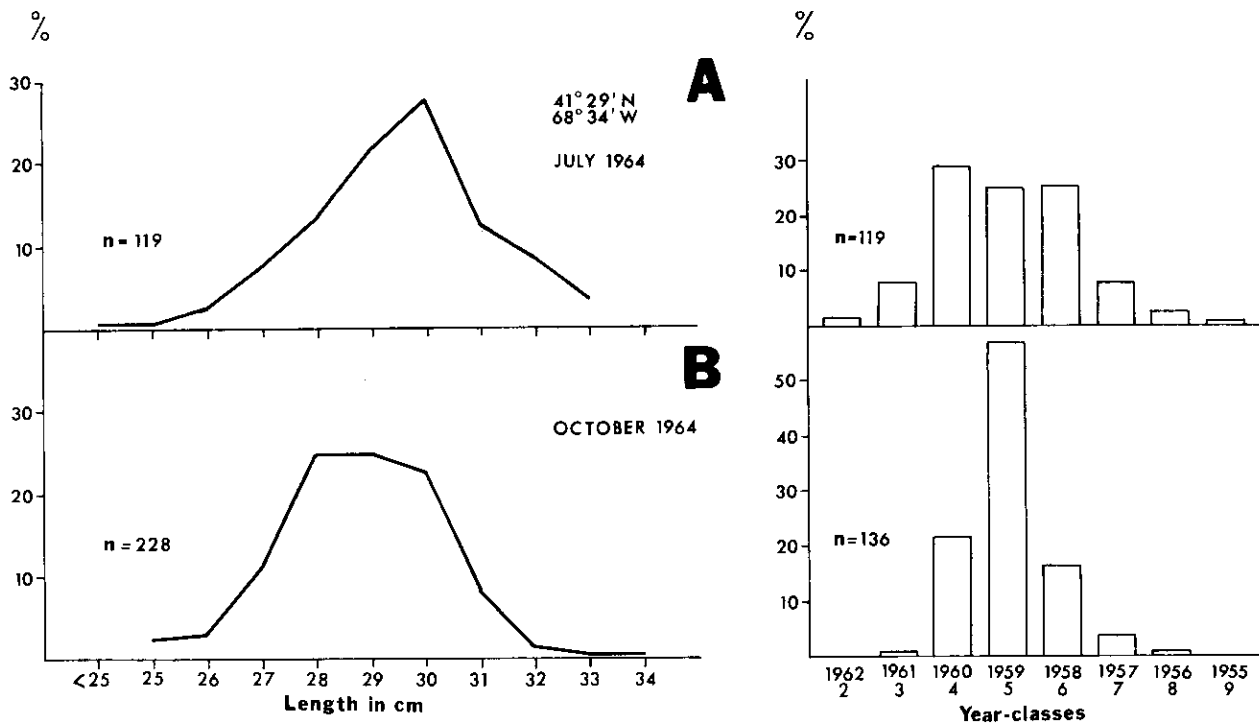 %
30
20
10
n = 119
41° 29' N
68° 34' W
JULY 1964
A
30
20
10
n = 228
OCTOBER 1964
B
<25 25 26 27 28 29 30 31 32 33 34
Length in cm
%
30
20
10
n=119
50
40
30
20
10
n=136
1962 1961 1960 1959 1958 1957 1956 1955
2 3 4 5 6 7 8 9
Year-classes